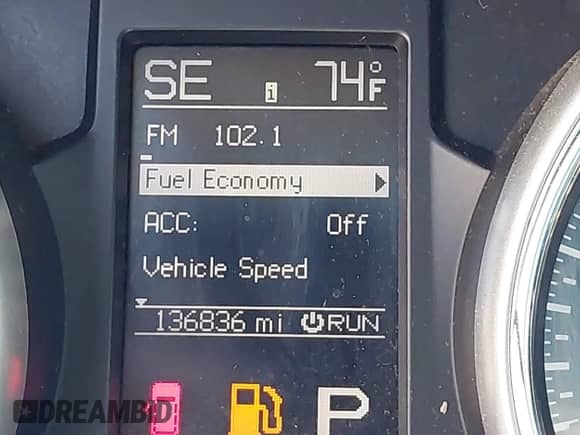 SE i 74°F
FM 102.1
Fuel Economy
ACC: Off
Vehicle Speed
136836 mi RUN
P
DREAMBID